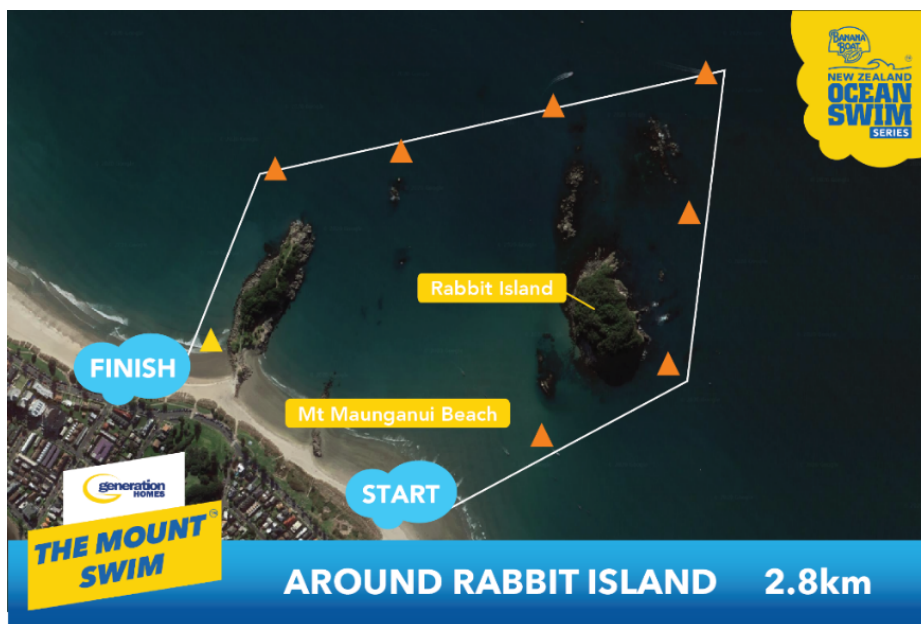 BANANA
BOAT
NEW ZEALAND
OCEAN
SWIM
SERIES
Rabbit Island
FINISH
Mt Maunganui Beach
START
generation
HOMES
THE MOUNT
SWIM
AROUND RABBIT ISLAND 2.8km